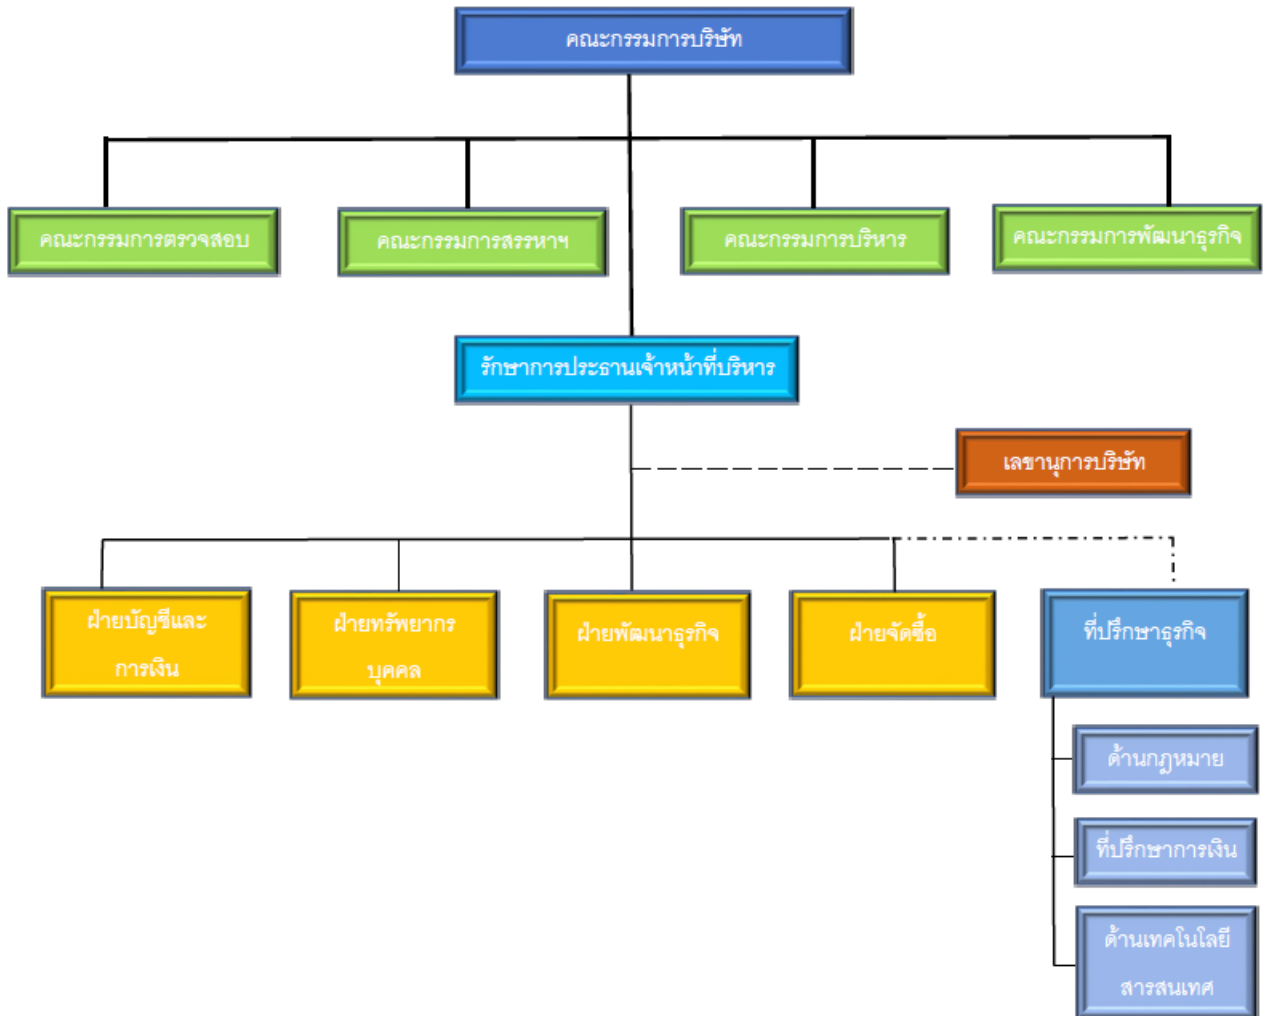 คณะกรรมการบริษัท
คณะกรรมการตรวจสอบ
คณะกรรมการสรรหาฯ
คณะกรรมการบริหาร
คณะกรรมการพัฒนาธุรกิจ
รักษาการประธานเจ้าหน้าที่บริหาร
เลขานุการบริษัท
ฝ่ายบัญชีและ
การเงิน
ฝ่ายทรัพยากร
บุคคล
ฝ่ายพัฒนาธุรกิจ
ฝ่ายจัดซื้อ
ที่ปรึกษาธุรกิจ
ด้านกฎหมาย
ที่ปรึกษาการเงิน
ด้านเทคโนโลยี
สารสนเทศ